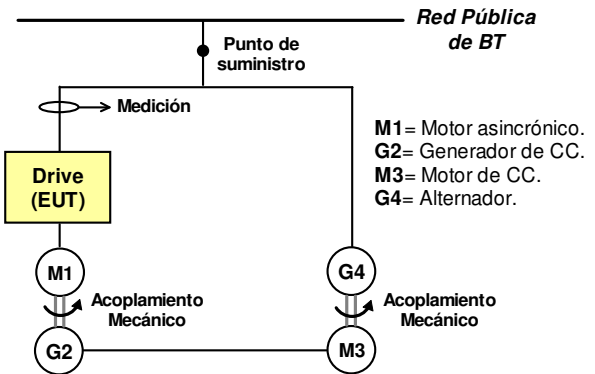 Red Pública
de BT
Punto de
suministro
Medición
M1= Motor asincrónico.
G2= Generador de CC.
M3= Motor de CC.
G4= Alternador.
Drive
(EUT)
M1
G4
Acoplamiento
Mecánico
Acoplamiento
Mecánico
G2
M3